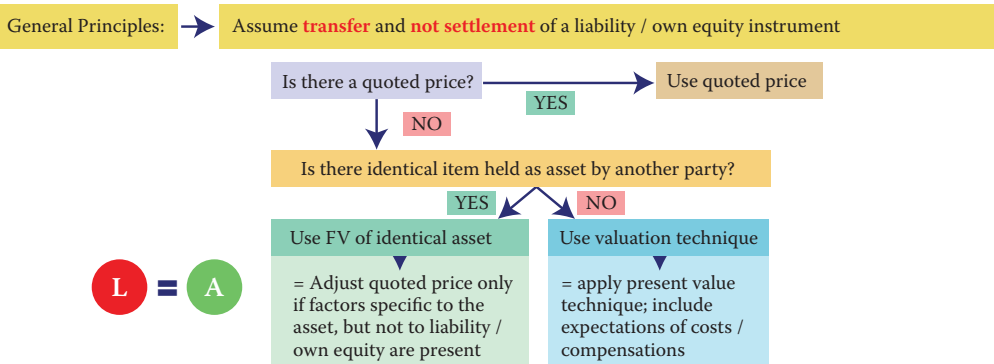 General Principles:
Assume transfer and not settlement of a liability / own equity instrument
Is there a quoted price?
YES
Use quoted price
NO
Is there identical item held as asset by another party?
YES
NO
Use FV of identical asset
= Adjust quoted price only
if factors specific to the
asset, but not to liability /
own equity are present
Use valuation technique
= apply present value
technique; include
expectations of costs /
compensations
L = A